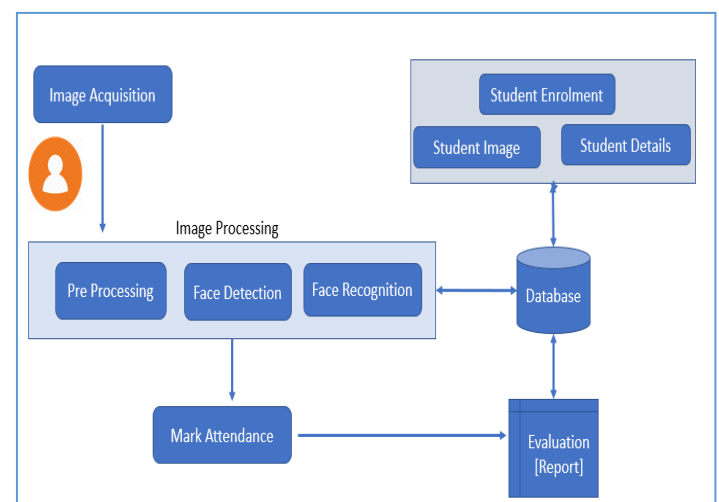 Image Acquisition
Student Enrolment
Student Image
Student Details
Image Processing
Pre Processing
Face Detection
Face Recognition
Database
Mark Attendance
Evaluation
[Report]